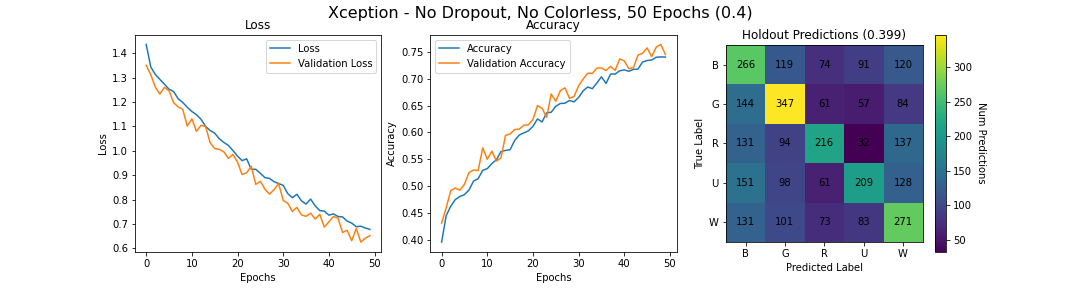 Xception - No Dropout, No Colorless, 50 Epochs (0.4)
Loss
Loss
Validation Loss
1.4
1.3
1.2
1.1
1.0
0.9
0.8
0.7
0.6
Loss
0 10 20 30 40 50
Epochs
Accuracy
Accuracy
Validation Accuracy
0.75
0.70
0.65
0.60
0.55
0.50
0.45
0.40
Accuracy
0 10 20 30 40 50
Epochs
Holdout Predictions (0.399)
True Label
B 266 119 74 91 120
G 144 347 61 57 84
R 131 94 216 32 137
U 151 98 61 209 128
W 131 101 73 83 271
B G R U W
Predicted Label
300
250
200
150
100
50
Num Predictions